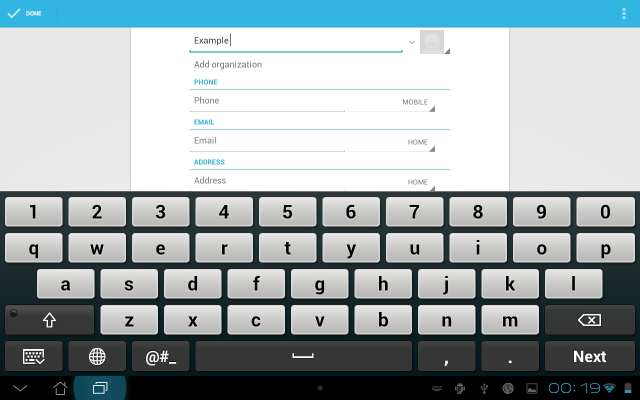 DONE
Example
Add organization
PHONE
Phone MOBILE
EMAIL
Email HOME
ADDRESS
Address HOME
1 2 3 4 5 6 7 8 9 0
q w e r t y u i o p
a s d f g h j k l
z x c v b n m
@#_ , . Next
00:19